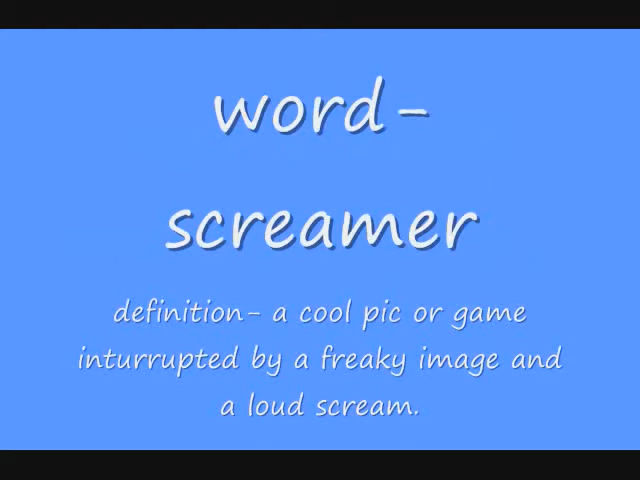 word-
screamer
definition- a cool pic or game
inturrupted by a freaky image and
a loud scream.